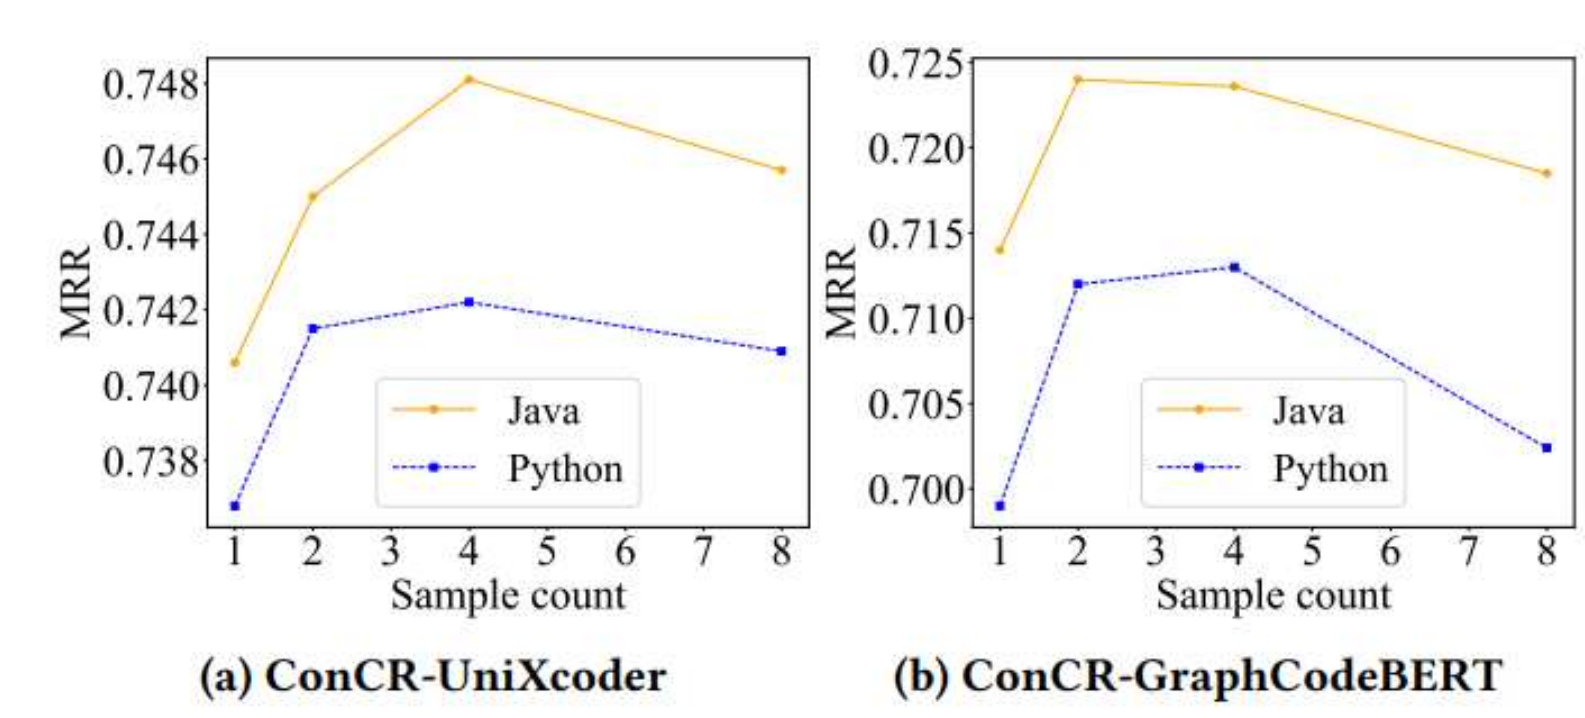 0.748
0.746
0.744
0.742
0.740
0.738
MRR
Java
Python
1 2 3 4 5 6 7 8
Sample count
(a) ConCR-UniXcoder
0.725
0.720
0.715
0.710
0.705
0.700
MRR
Java
Python
1 2 3 4 5 6 7 8
Sample count
(b) ConCR-GraphCodeBERT